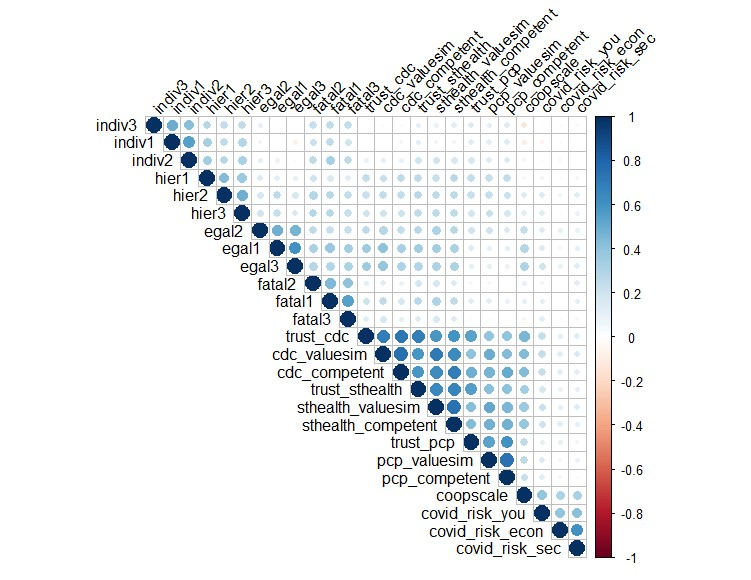 indiv3
indiv1
indiv2
hier1
hier2
hier3
egal2
egal1
egal3
fatal2
fatal1
fatal3
trust_cdc
cdc_valuesim
cdc_competent
trust_sthealth
sthealth_valuesim
sthealth_competent
trust_pcp
pcp_valuesim
pcp_competent
coopscale
covid_risk_you
covid_risk_econ
covid_risk_sec
indiv3
indiv1
indiv2
hier1
hier2
hier3
egal2
egal1
egal3
fatal2
fatal1
fatal3
trust_cdc
cdc_valuesim
cdc_competent
trust_sthealth
sthealth_valuesim
sthealth_competent
trust_pcp
pcp_valuesim
pcp_competent
coopscale
covid_risk_you
covid_risk_econ
covid_risk_sec
1
0.8
0.6
0.4
0.2
0
-0.2
-0.4
-0.6
-0.8
-1